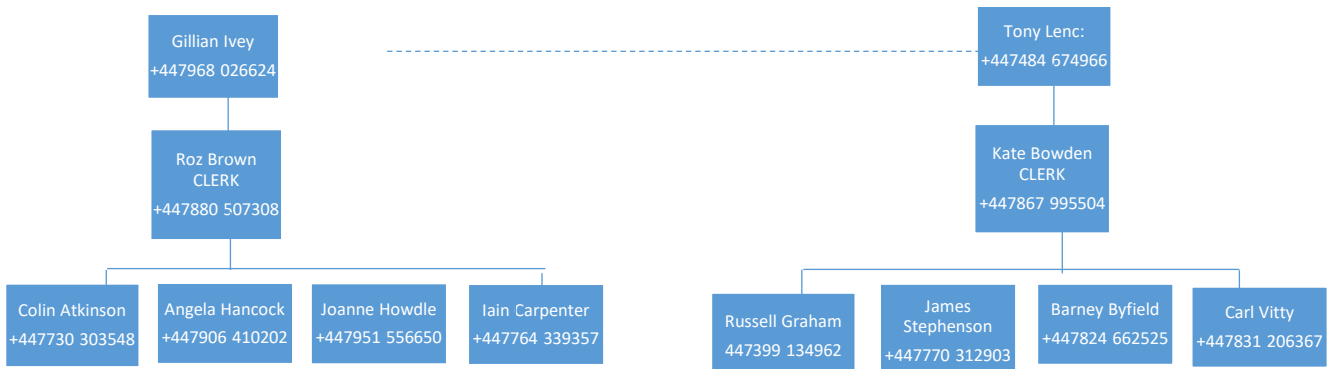 Gillian Ivey
+447968 026624
Tony Lenc:
+447484 674966
Roz Brown
CLERK
+447880 507308
Kate Bowden
CLERK
+447867 995504
Colin Atkinson
+447730 303548
Angela Hancock
+447906 410202
Joanne Howdle
+447951 556650
Iain Carpenter
+447764 339357
Russell Graham
447399 134962
James
Stephenson
+447770 312903
Barney Byfield
+447824 662525
Carl Vitty
+447831 206367